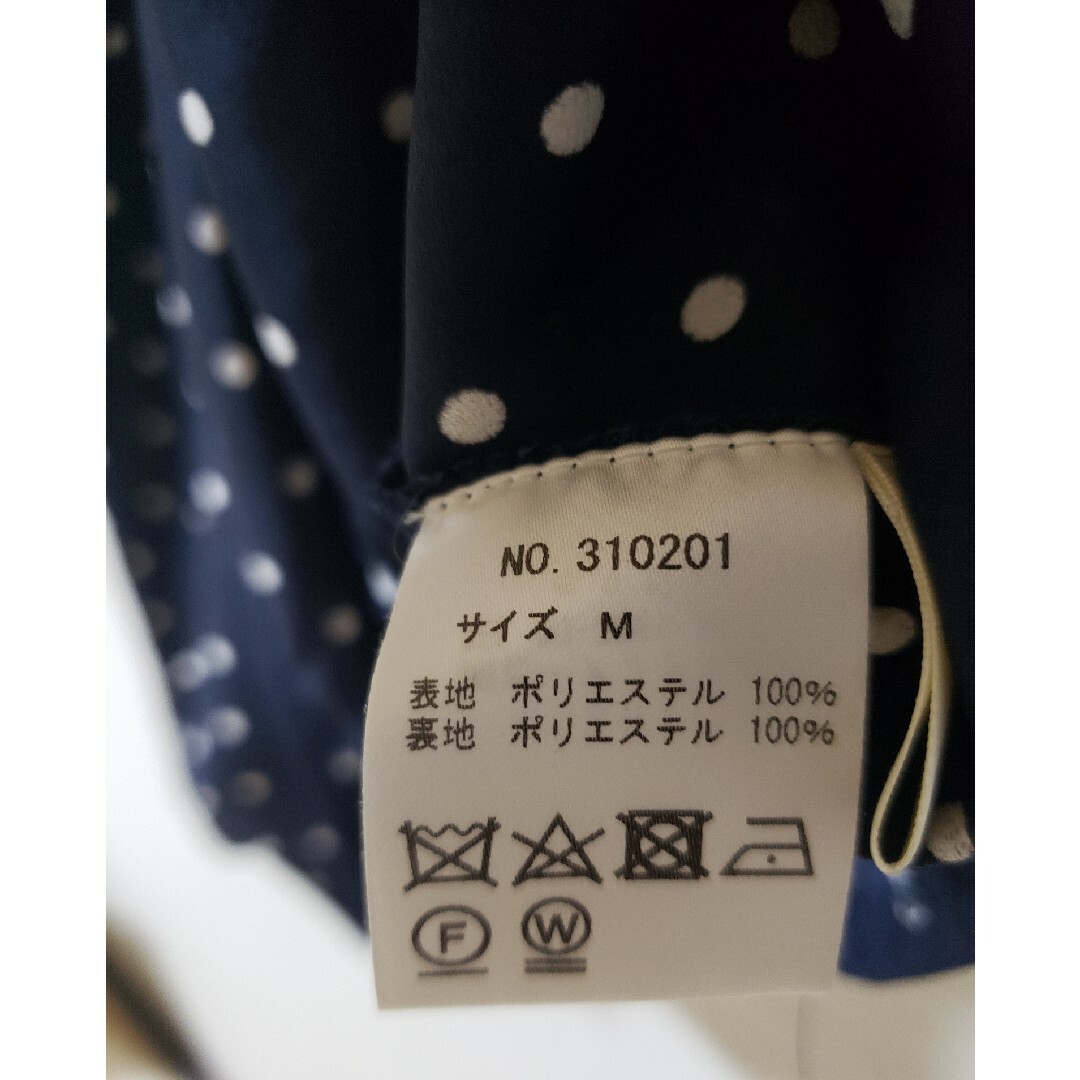 NO. 310201
サイズ M
表地 ポリエステル 100%
裏地 ポリエステル 100%
F W